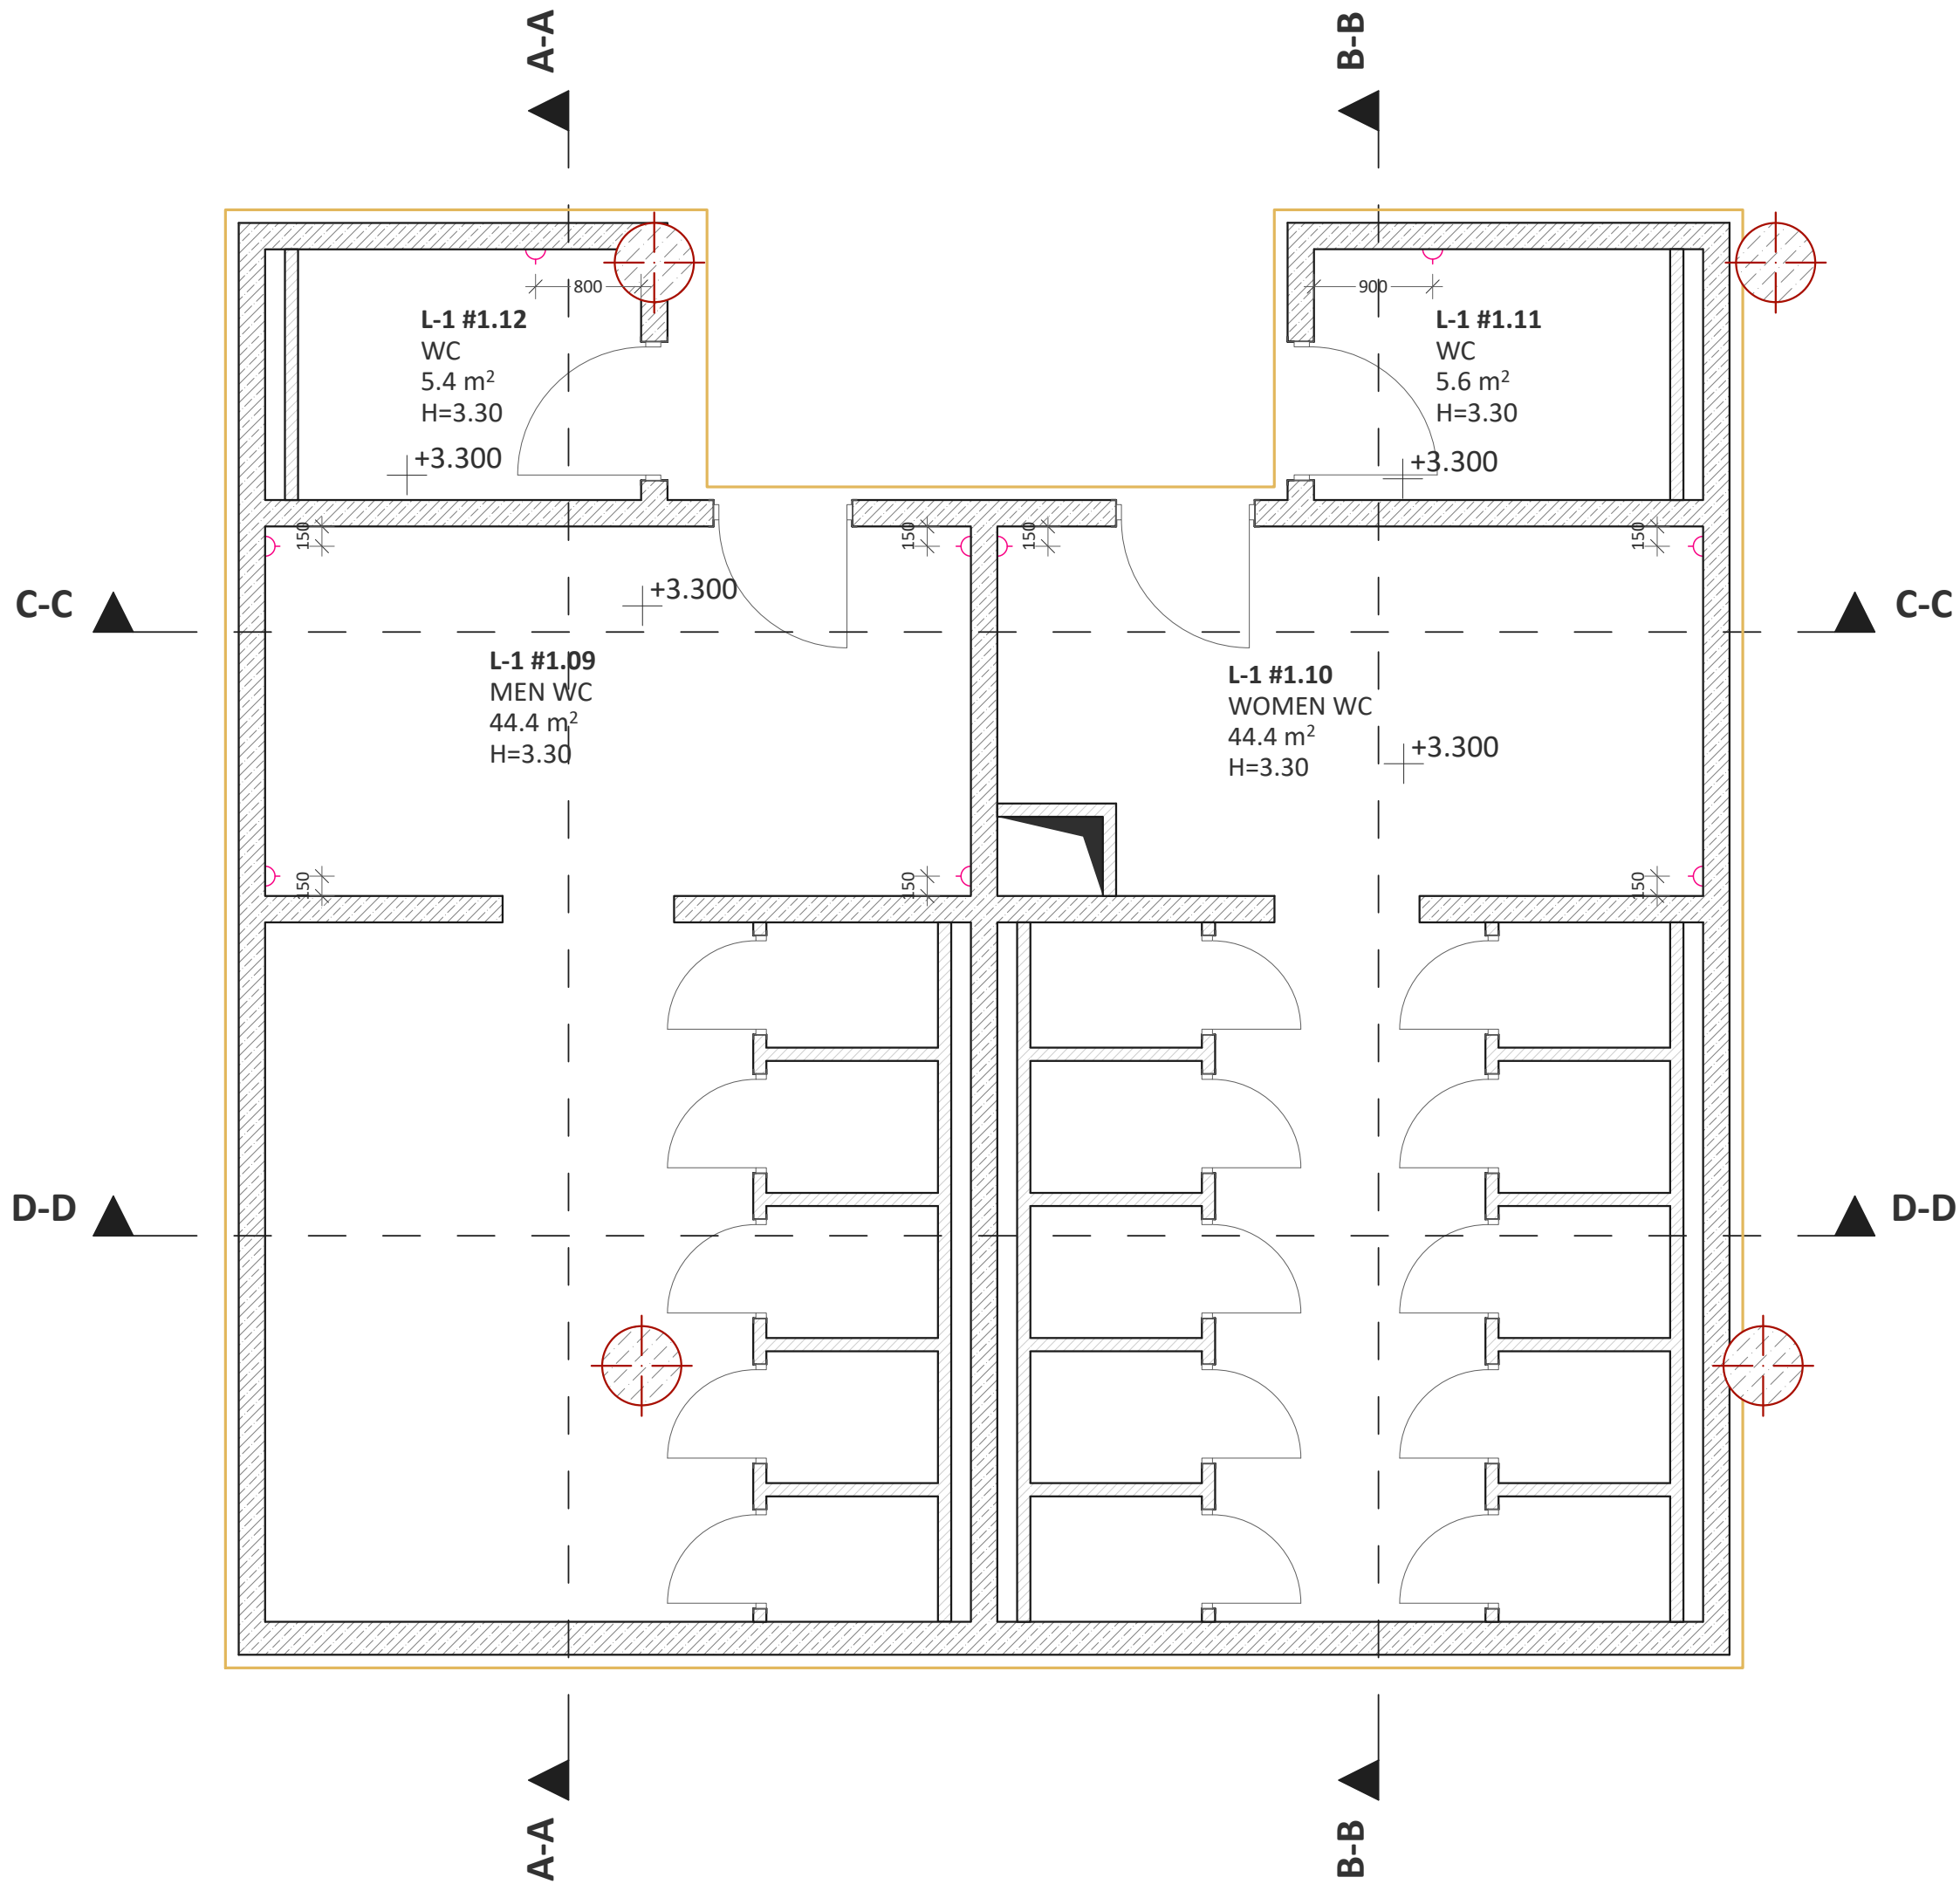 A-A
B-B
800
900
L-1 #1.12
WC
5.4 m²
H=3.30
+3.300
L-1 #1.11
WC
5.6 m²
H=3.30
+3.300
150
150
150
150
C-C
+3.300
C-C
L-1 #1.09
MEN WC
44.4 m²
H=3.30
L-1 #1.10
WOMEN WC
44.4 m²
H=3.30
+3.300
150
150
150
D-D
D-D
A-A
B-B